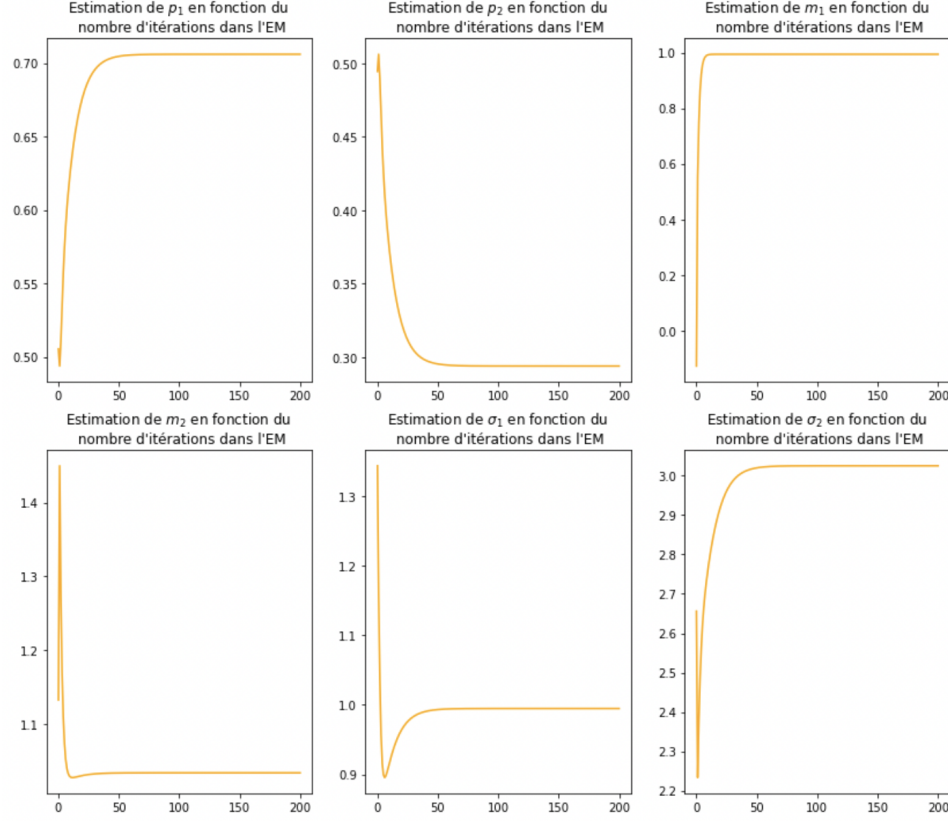 Estimation de p₁ en fonction du
nombre d'itérations dans l'EM
0.70
0.65
0.60
0.55
0.50
0 50 100 150 200
Estimation de p₂ en fonction du
nombre d'itérations dans l'EM
0.50
0.45
0.40
0.35
0.30
0 50 100 150 200
Estimation de m₁ en fonction du
nombre d'itérations dans l'EM
1.0
0.8
0.6
0.4
0.2
0.0
0 50 100 150 200
Estimation de m₂ en fonction du
nombre d'itérations dans l'EM
1.4
1.3
1.2
1.1
0 50 100 150 200
Estimation de σ₁ en fonction du
nombre d'itérations dans l'EM
1.3
1.2
1.1
1.0
0.9
0 50 100 150 200
Estimation de σ₂ en fonction du
nombre d'itérations dans l'EM
3.0
2.9
2.8
2.7
2.6
2.5
2.4
2.3
2.2
0 50 100 150 200